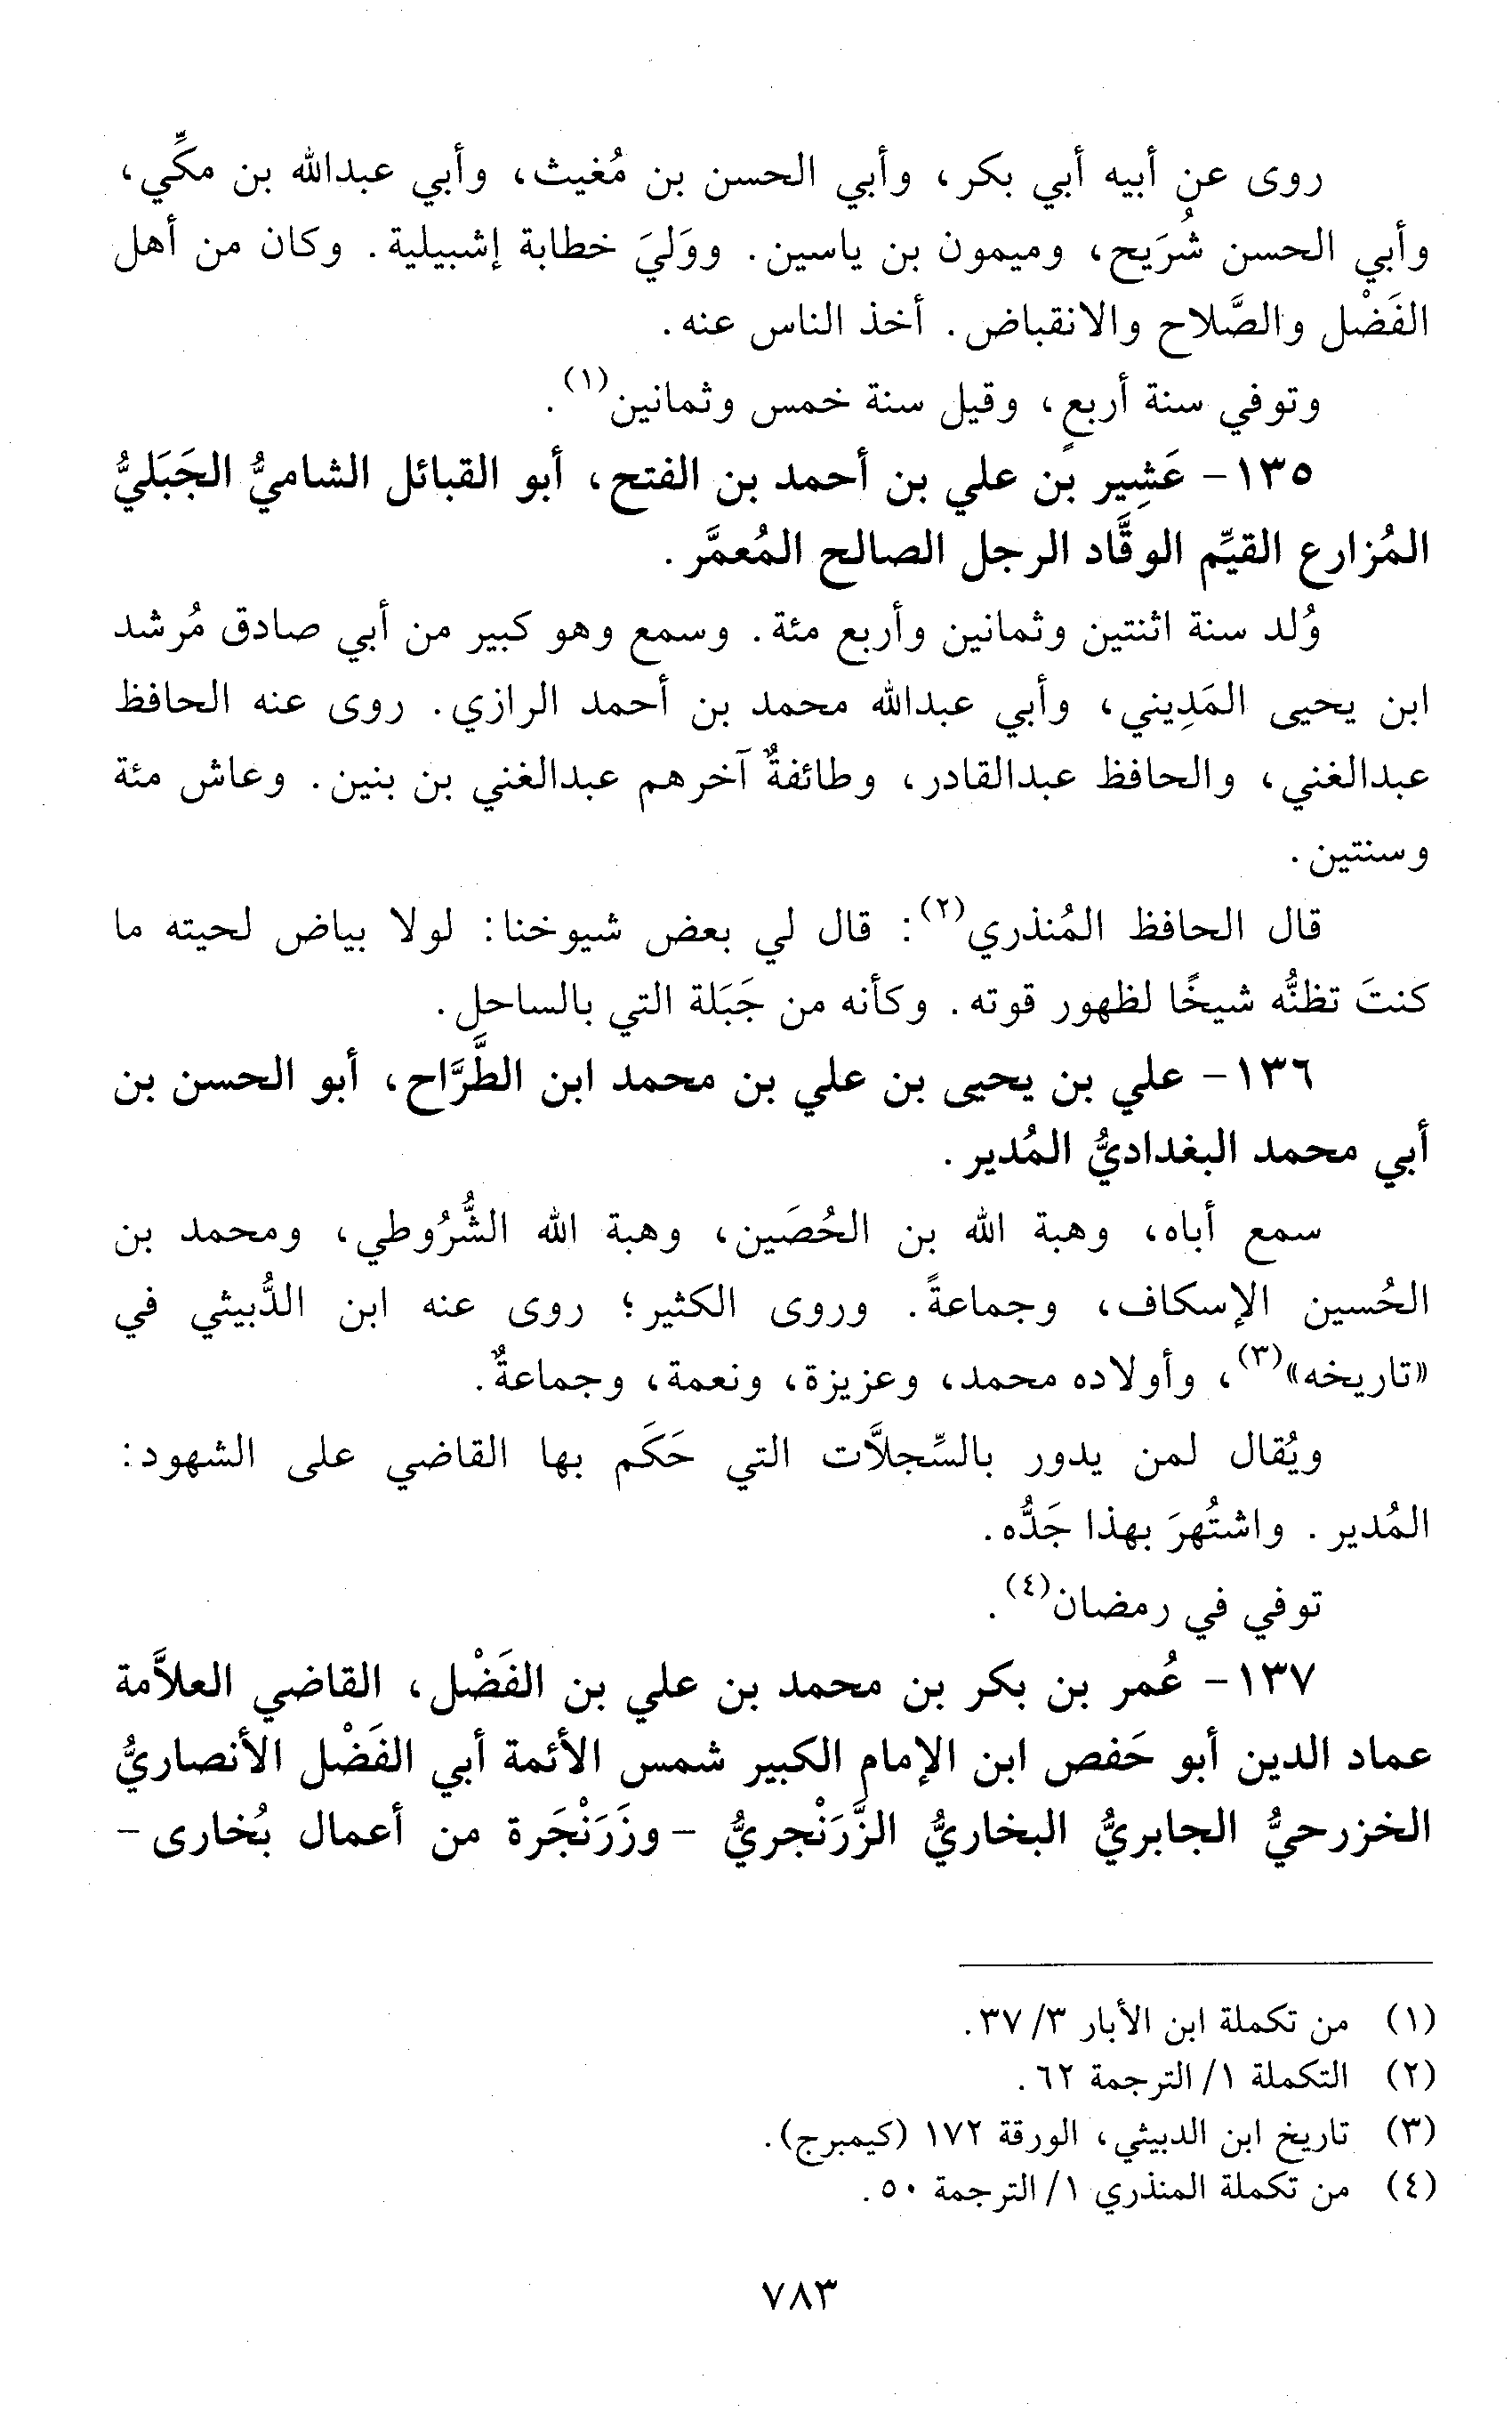 روى عن أبيه أبي بكر، وأبي الحسن بن مُغيث، وأبي عبدالله بن مكِّي،
وأبي الحسن شُرَيح، وميمون بن ياسين. ووَليَ خطابة إشبيلية. وكان من أهل
الفَضْل والصَّلاح والانقباض. أخذ الناس عنه.
وتوفي سنة أربعٍ، وقيل سنة خمس وثمانين(١).
١٣٥- عَشِير بن علي بن أحمد بن الفتح، أبو القبائل الشاميُّ الجَبَليُّ
المُزارع القيِّم الوقَّاد الرجل الصالح المُعمَّر.
وُلد سنة اثنتين وثمانين وأربع مئة. وسمع وهو كبير من أبي صادق مُرشد
ابن يحيى المَدِيني، وأبي عبدالله محمد بن أحمد الرازي. روى عنه الحافظ
عبدالغني، والحافظ عبدالقادر، وطائفةٌ آخرهم عبدالغني بن بنين. وعاش مئة
وسنتين.
قال الحافظ المُنذري(٢): قال لي بعض شيوخنا: لولا بياض لحيته ما
كنتَ تظنُّه شيخًا لظهور قوته. وكأنه من جَبَلة التي بالساحل.
١٣٦- علي بن يحيى بن علي بن محمد ابن الطَّرَّاح، أبو الحسن بن
أبي محمد البغداديُّ المُدير.
سمع أباه، وهبة الله بن الحُصَين، وهبة الله الشُّرُوطي، ومحمد بن
الحُسين الإسكاف، وجماعةً. وروى الكثير؛ روى عنه ابن الدُّبيثي في
«تاريخه»(٣)، وأولاده محمد، وعزيزة، ونعمة، وجماعةٌ.
ويُقال لمن يدور بالسِّجلاَّت التي حَكَم بها القاضي على الشهود:
المُدير. واشتُهرَ بهذا جَدُّه.
توفي في رمضان(٤).
١٣٧- عُمر بن بكر بن محمد بن علي بن الفَضْل، القاضي العلاَّمة
عماد الدين أبو حَفص ابن الإمام الكبير شمس الأئمة أبي الفَضْل الأنصاريُّ
الخزرحيُّ الجابريُّ البخاريُّ الزَّرَنْجريُّ -وزَرَنْجَرة من أعمال بُخارى-
(١) من تكملة ابن الأبار ٣/ ٣٧.
(٢) التكملة ١/ الترجمة ٦٢.
(٣) تاريخ ابن الدبيثي، الورقة ١٧٢ (كيمبرج).
(٤) من تكملة المنذري ١/ الترجمة ٥٠.
٧٨٣